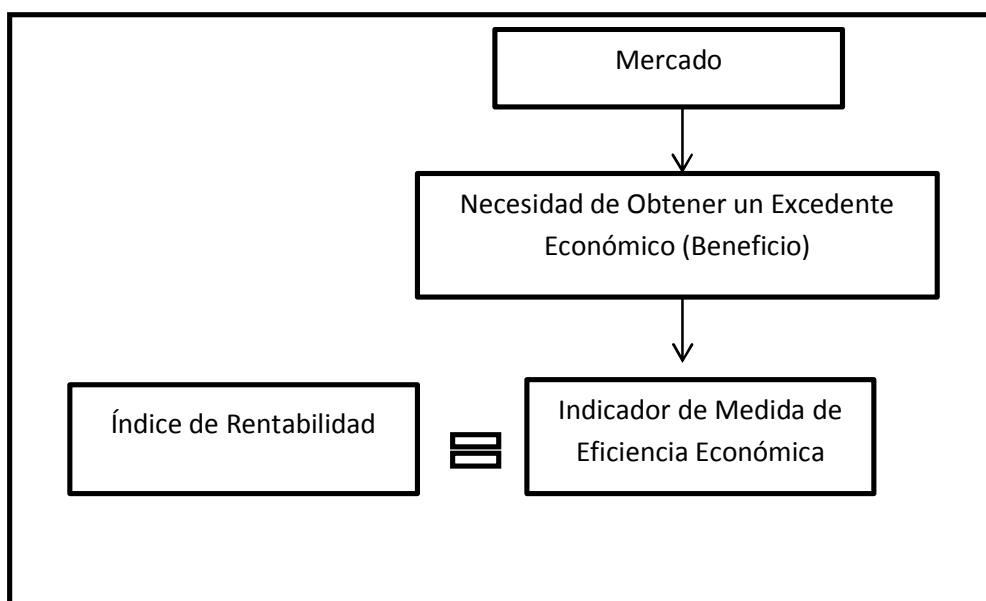 Mercado
Necesidad de Obtener un Excedente
Económico (Beneficio)
Índice de Rentabilidad
Indicador de Medida de
Eficiencia Económica